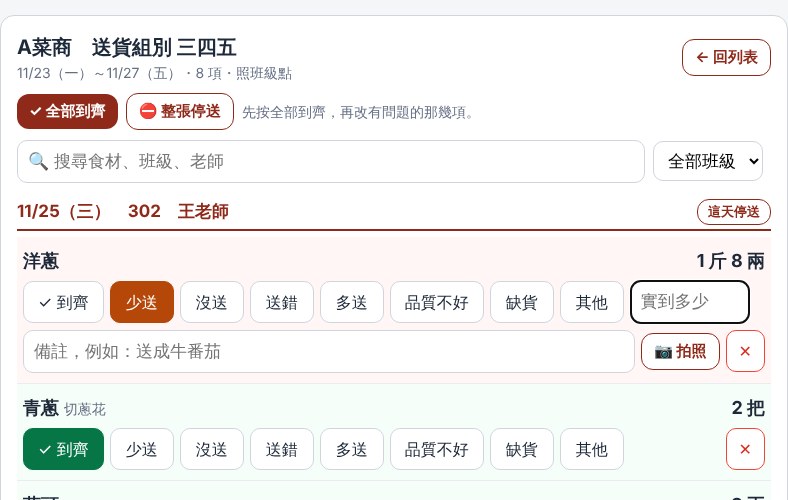 A菜商　送貨組別 三四五
← 回列表
11/23（一）～11/27（五）· 8 項 · 照班級點
✓ 全部到齊
⛔ 整張停送
先按全部到齊，再改有問題的那幾項。
🔍 搜尋食材、班級、老師
全部班級
11/25（三）　302　王老師
這天停送
洋蔥
1 斤 8 兩
✓ 到齊
少送
沒送
送錯
多送
品質不好
缺貨
其他
實到多少
備註，例如：送成牛番茄
📷 拍照
✕
青蔥 切蔥花
2 把
✓ 到齊
少送
沒送
送錯
多送
品質不好
缺貨
其他
✕